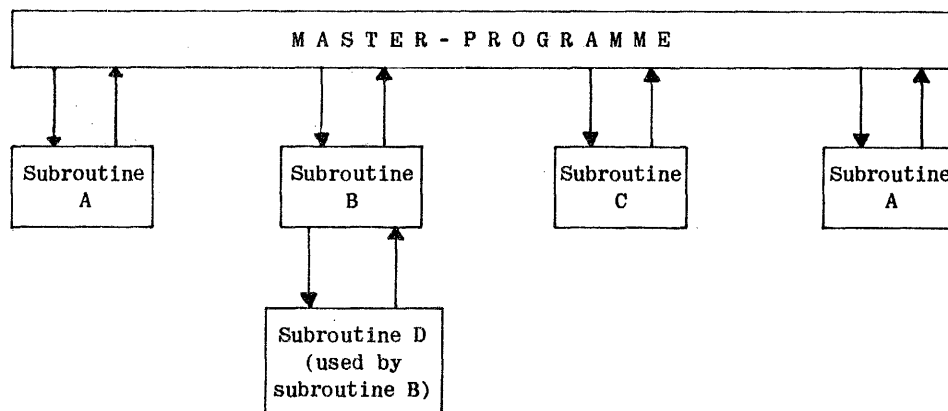 MASTER-PROGRAMME
Subroutine
A
Subroutine
B
Subroutine
C
Subroutine
A
Subroutine D
(used by
subroutine B)